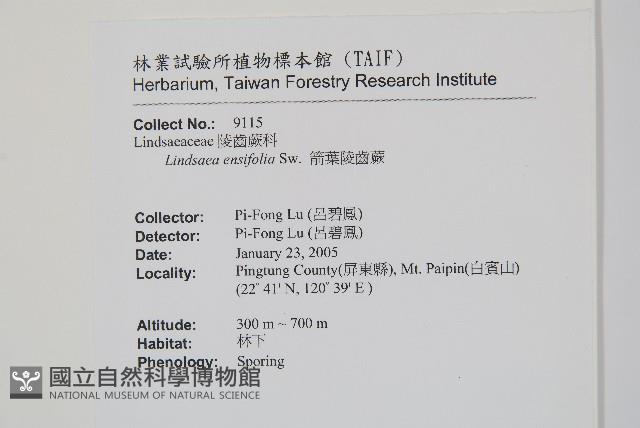 林業試驗所植物標本館 (TAIF)
Herbarium, Taiwan Forestry Research Institute
Collect No.: 9115
Lindsaeaceae 陵齒蕨科
Lindsaea ensifolia Sw. 箭葉陵齒蕨
Collector: Pi-Fong Lu (呂碧鳳)
Detector: Pi-Fong Lu (呂碧鳳)
Date: January 23, 2005
Locality: Pingtung County(屏東縣), Mt. Paipin(白賓山)
(22˚ 41' N, 120˚ 39' E )
Altitude: 300 m ~ 700 m
Habitat: 林下
Phenology: Sporing
國立自然科學博物館
NATIONAL MUSEUM OF NATURAL SCIENCE